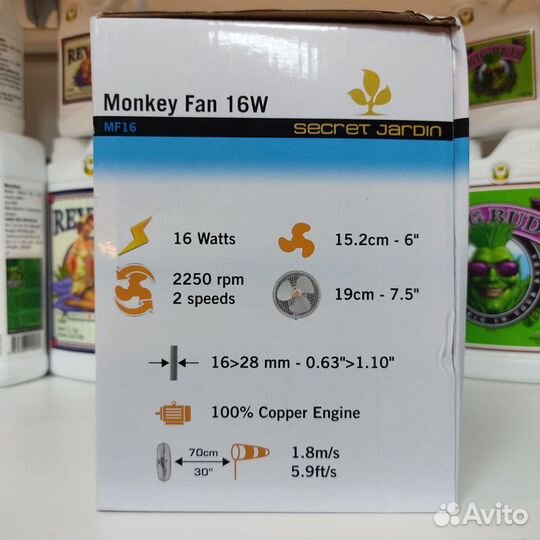 Monkey Fan 16W
MF16
SECRET JARDIN
16 Watts
15.2cm - 6"
2250 rpm
2 speeds
19cm - 7.5"
16>28 mm - 0.63">1.10"
100% Copper Engine
70cm
30"
1.8m/s
5.9ft/s
Avito